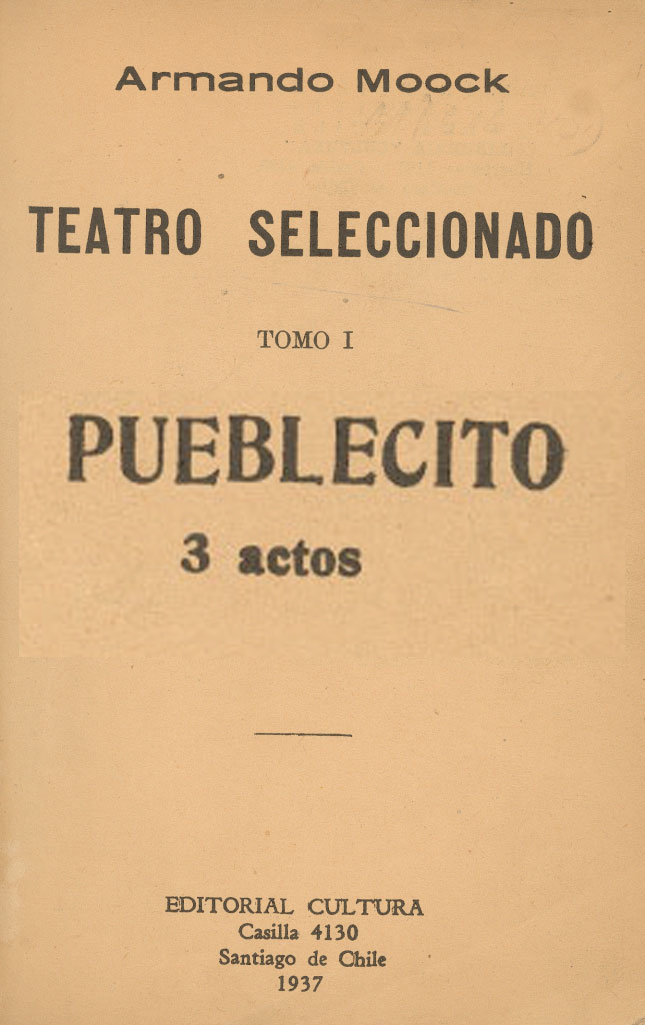 Armando Moock
TEATRO SELECCIONADO
TOMO I
PUEBLECITO
3 actos
EDITORIAL CULTURA
Casilla 4130
Santiago de Chile
1937